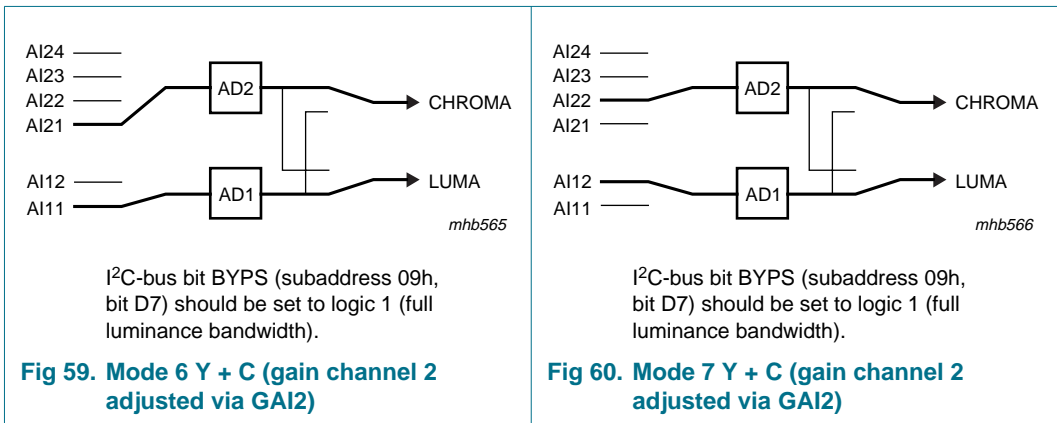 AI24
AI23
AI22
AI21
AD2
CHROMA
AI12
AI11
AD1
LUMA
mhb565
I²C-bus bit BYPS (subaddress 09h,
bit D7) should be set to logic 1 (full
luminance bandwidth).
Fig 59. Mode 6 Y + C (gain channel 2
adjusted via GAI2)
AI24
AI23
AI22
AI21
AD2
CHROMA
AI12
AI11
AD1
LUMA
mhb566
I²C-bus bit BYPS (subaddress 09h,
bit D7) should be set to logic 1 (full
luminance bandwidth).
Fig 60. Mode 7 Y + C (gain channel 2
adjusted via GAI2)